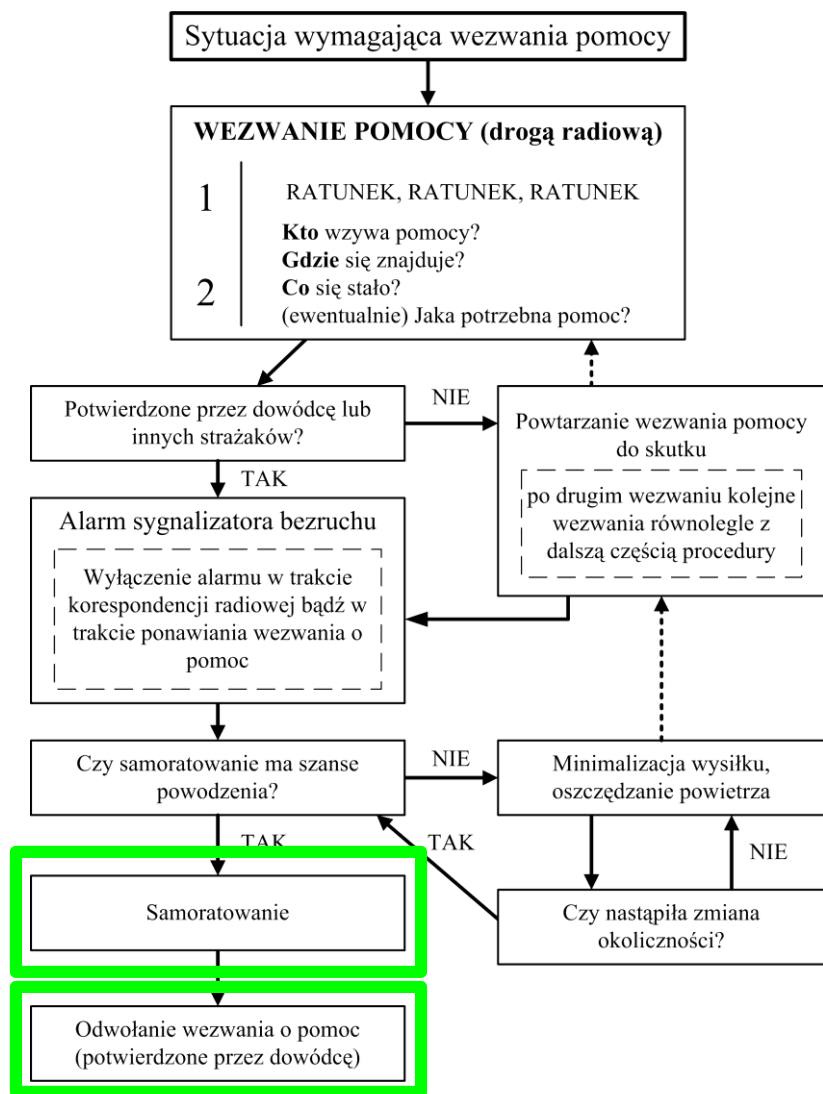 Sytuacja wymagająca wezwania pomocy
WEZWANIE POMOCY (drogą radiową)
1
RATUNEK, RATUNEK, RATUNEK
2
Kto wzywa pomocy?
Gdzie się znajduje?
Co się stało?
(ewentualnie) Jaka potrzebna pomoc?
Potwierdzone przez dowódcę lub
innych strażaków?
NIE
TAK
Powtarzanie wezwania pomocy
do skutku
po drugim wezwaniu kolejne
wezwania równolegle z
dalszą częścią procedury
Alarm sygnalizatora bezruchu
Wyłączenie alarmu w trakcie
korespondencji radiowej bądź w
trakcie ponawiania wezwania o
pomoc
Czy samoratowanie ma szanse
powodzenia?
NIE
Minimalizacja wysiłku,
oszczędzanie powietrza
TAK
TAK
NIE
Samoratowanie
Czy nastąpiła zmiana
okoliczności?
Odwołanie wezwania o pomoc
(potwierdzone przez dowódcę)